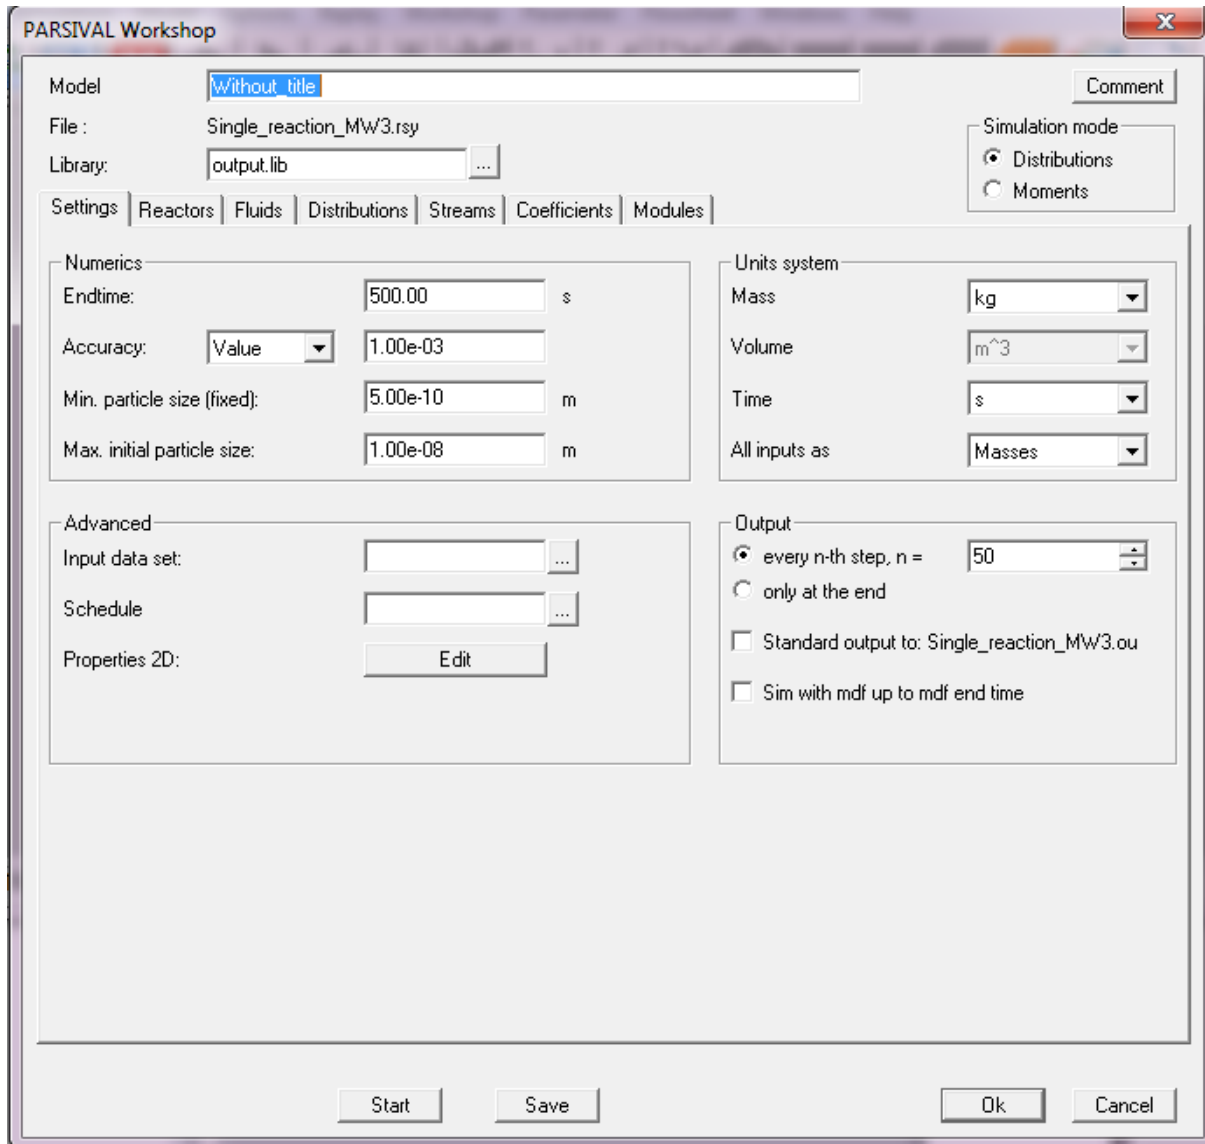 PARSIVAL Workshop
x
Model Without_title Comment
File : Single_reaction_MW3.rsy
Library: output.lib ...
Simulation mode
Distributions
Moments
Settings Reactors Fluids Distributions Streams Coefficients Modules
Numerics
Endtime: 500.00 s
Accuracy: Value 1.00e-03
Min. particle size (fixed): 5.00e-10 m
Max. initial particle size: 1.00e-08 m
Units system
Mass kg
Volume m^3
Time s
All inputs as Masses
Advanced
Input data set: ...
Schedule ...
Properties 2D: Edit
Output
every n-th step, n = 50
only at the end
Standard output to: Single_reaction_MW3.ou
Sim with mdf up to mdf end time
Start Save Ok Cancel